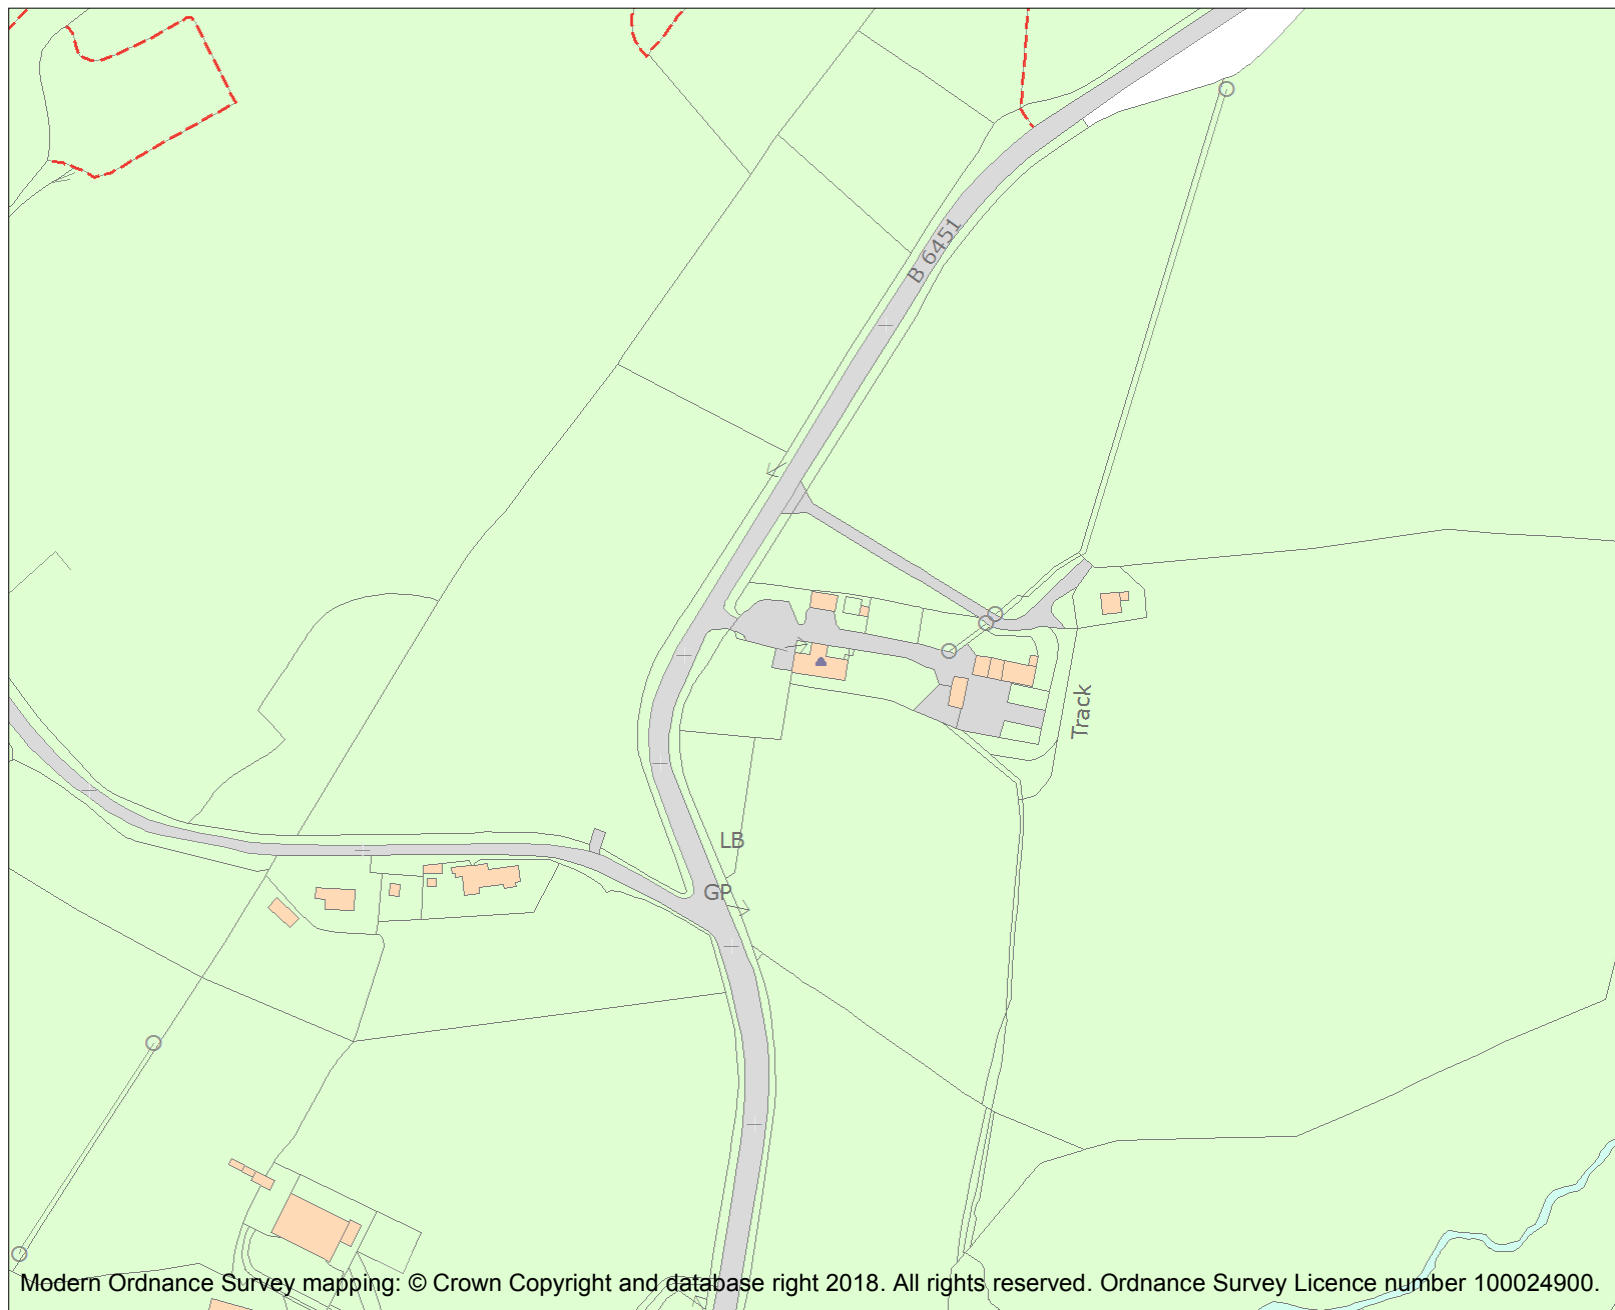 B 6451
Track
LB
GP
Modern Ordnance Survey mapping: © Crown Copyright and database right 2018. All rights reserved. Ordnance Survey Licence number 100024900.